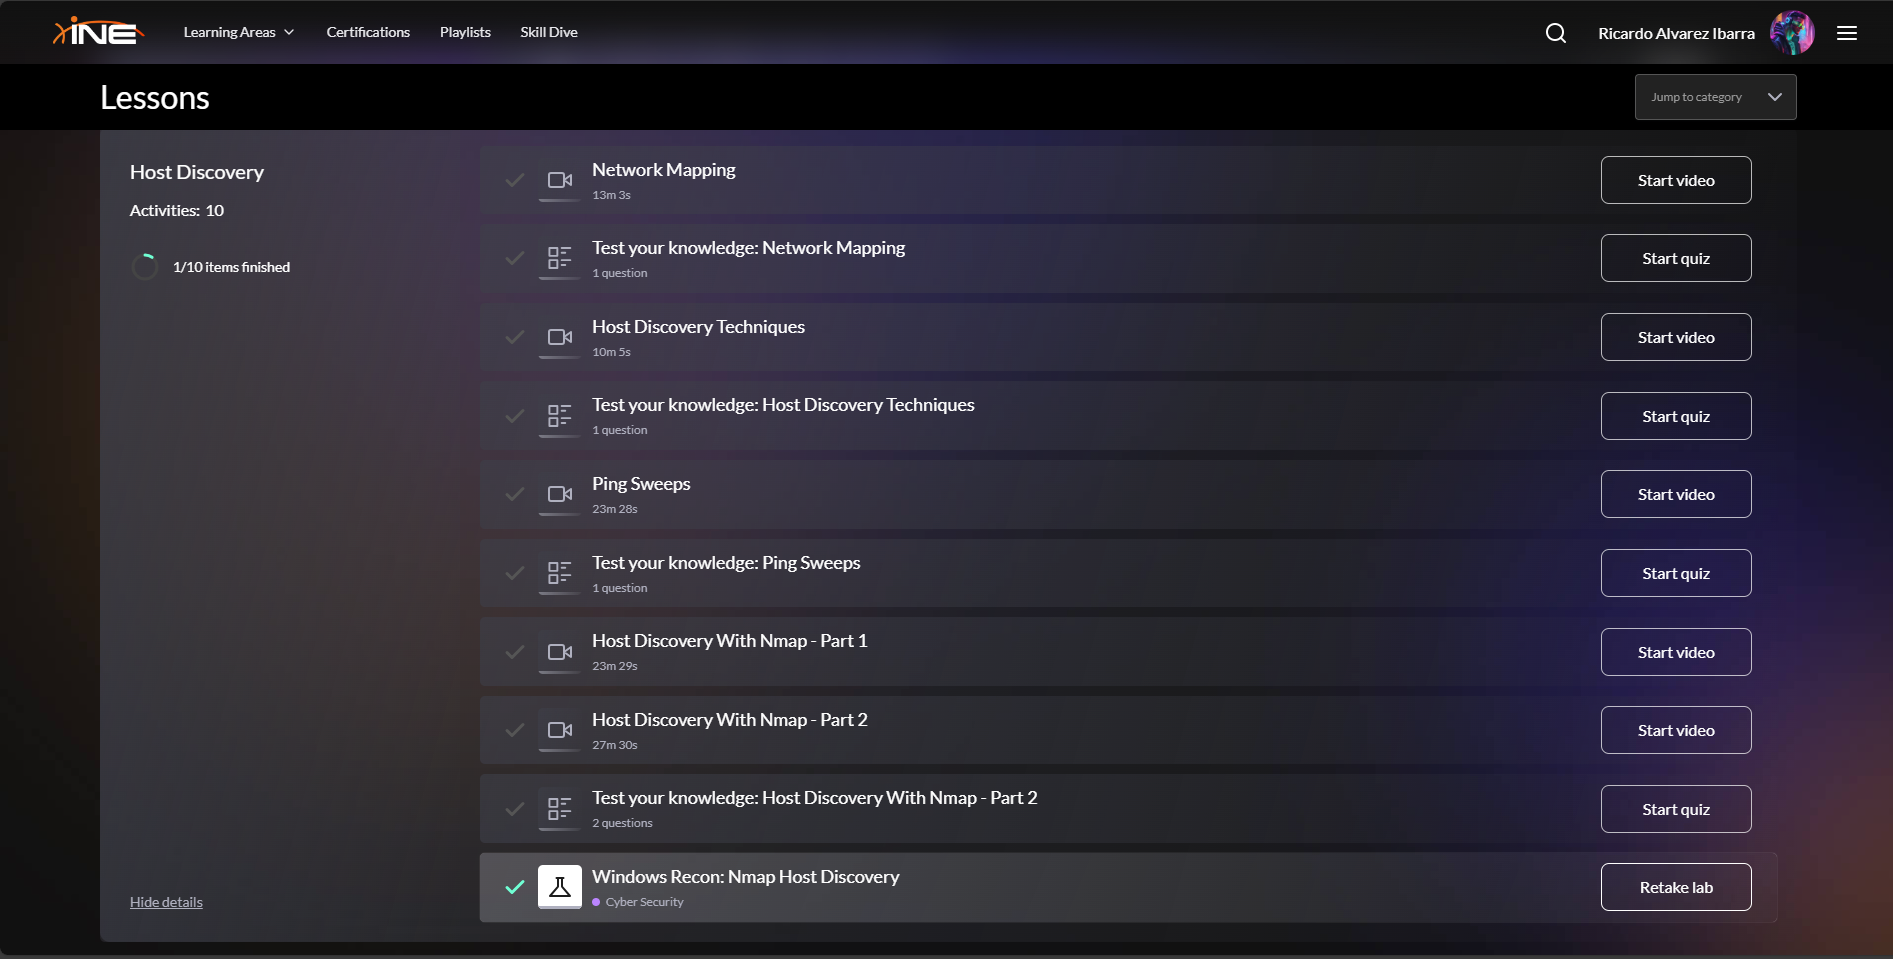 INE
Learning Areas
Certifications
Playlists
Skill Dive
Ricardo Alvarez Ibarra
Lessons
Jump to category
Host Discovery
Activities: 10
1/10 items finished
Network Mapping
13m 3s
Start video
Test your knowledge: Network Mapping
1 question
Start quiz
Host Discovery Techniques
10m 5s
Start video
Test your knowledge: Host Discovery Techniques
1 question
Start quiz
Ping Sweeps
23m 28s
Start video
Test your knowledge: Ping Sweeps
1 question
Start quiz
Host Discovery With Nmap - Part 1
23m 29s
Start video
Host Discovery With Nmap - Part 2
27m 30s
Start video
Test your knowledge: Host Discovery With Nmap - Part 2
2 questions
Start quiz
Windows Recon: Nmap Host Discovery
Cyber Security
Retake lab
Hide details